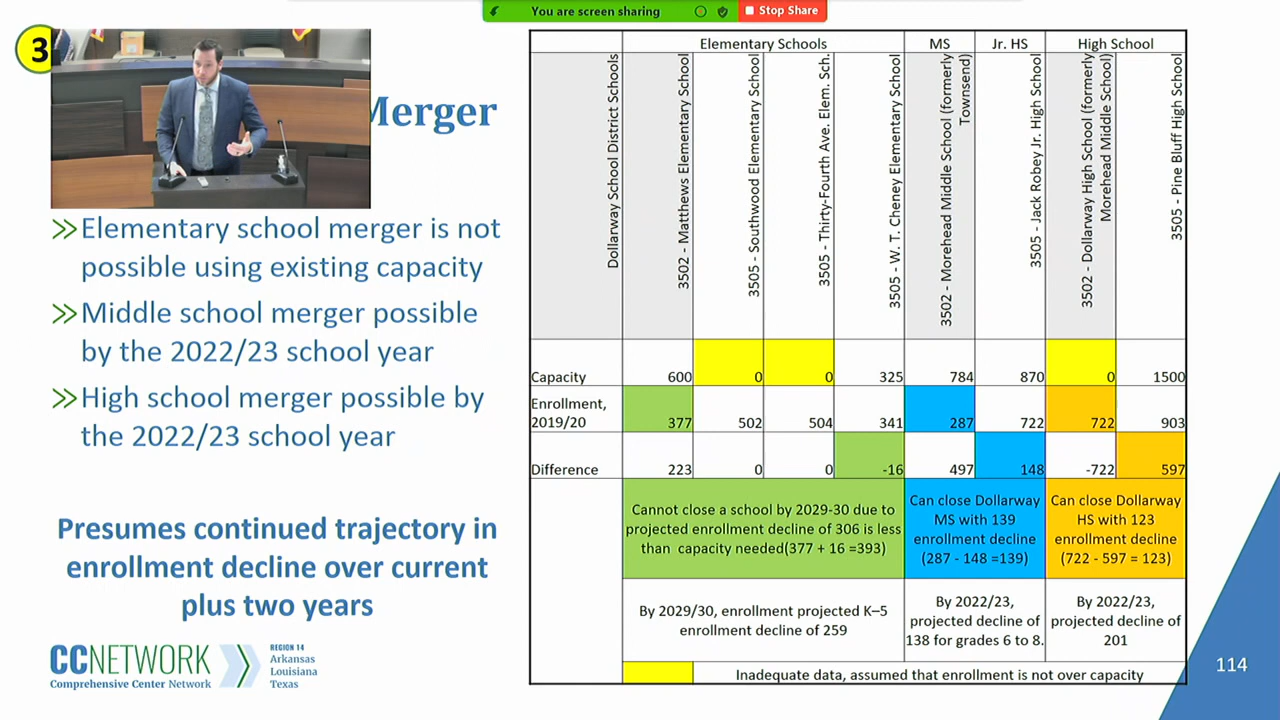 You are screen sharing
Stop Share
3
Merger
Elementary school merger is not
possible using existing capacity
Middle school merger possible
by the 2022/23 school year
High school merger possible by
the 2022/23 school year
Presumes continued trajectory in
enrollment decline over current
plus two years
CCNETWORK
Comprehensive Center Network
REGION 14
Arkansas
Louisiana
Texas
Elementary Schools MS Jr. HS High School
Dollarway School District Schools
3502 - Matthews Elementary School
3505 - Southwood Elementary School
3505 - Thirty-Fourth Ave. Elem. Sch.
3505 - W. T. Cheney Elementary School
3502 - Morehead Middle School (formerly
Townsend)
3505 - Jack Robey Jr. High School
3502 - Dollarway High School (formerly
Morehead Middle School)
3505 - Pine Bluff High School
Capacity 600 0 0 325 784 870 0 1500
Enrollment,
2019/20 377 502 504 341 287 722 722 903
Difference 223 0 0 -16 497 148 -722 597
Cannot close a school by 2029-30 due to
projected enrollment decline of 306 is less
than capacity needed(377 + 16 =393)
Can close Dollarway
MS with 139
enrollment decline
(287 - 148 =139)
Can close Dollarway
HS with 123
enrollment decline
(722 - 597 = 123)
By 2029/30, enrollment projected K–5
enrollment decline of 259
By 2022/23,
projected decline of
138 for grades 6 to 8.
By 2022/23,
projected decline of
201
Inadequate data, assumed that enrollment is not over capacity
114